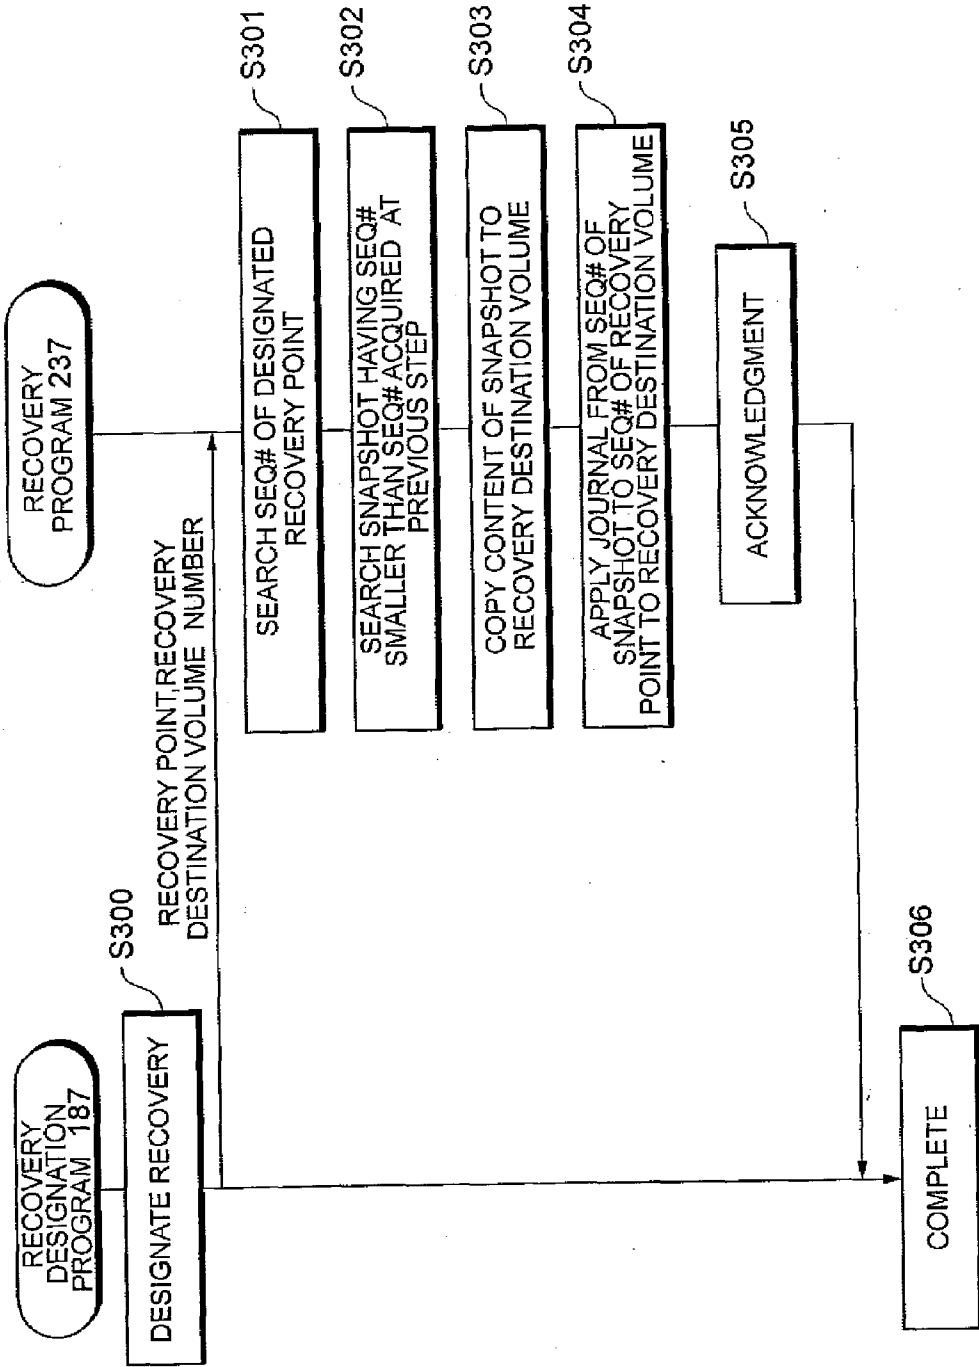 RECOVERY
DESIGNATION
PROGRAM 187
DESIGNATE RECOVERY
S300
RECOVERY POINT,RECOVERY
DESTINATION VOLUME NUMBER
RECOVERY
PROGRAM 237
SEARCH SEQ# OF DESIGNATED
RECOVERY POINT
S301
SEARCH SNAPSHOT HAVING SEQ#
SMALLER THAN SEQ# ACQUIRED AT
PREVIOUS STEP
S302
COPY CONTENT OF SNAPSHOT TO
RECOVERY DESTINATION VOLUME
S303
APPLY JOURNAL FROM SEQ# OF
SNAPSHOT TO SEQ# OF RECOVERY
POINT TO RECOVERY DESTINATION VOLUME
S304
ACKNOWLEDGMENT
S305
COMPLETE
S306